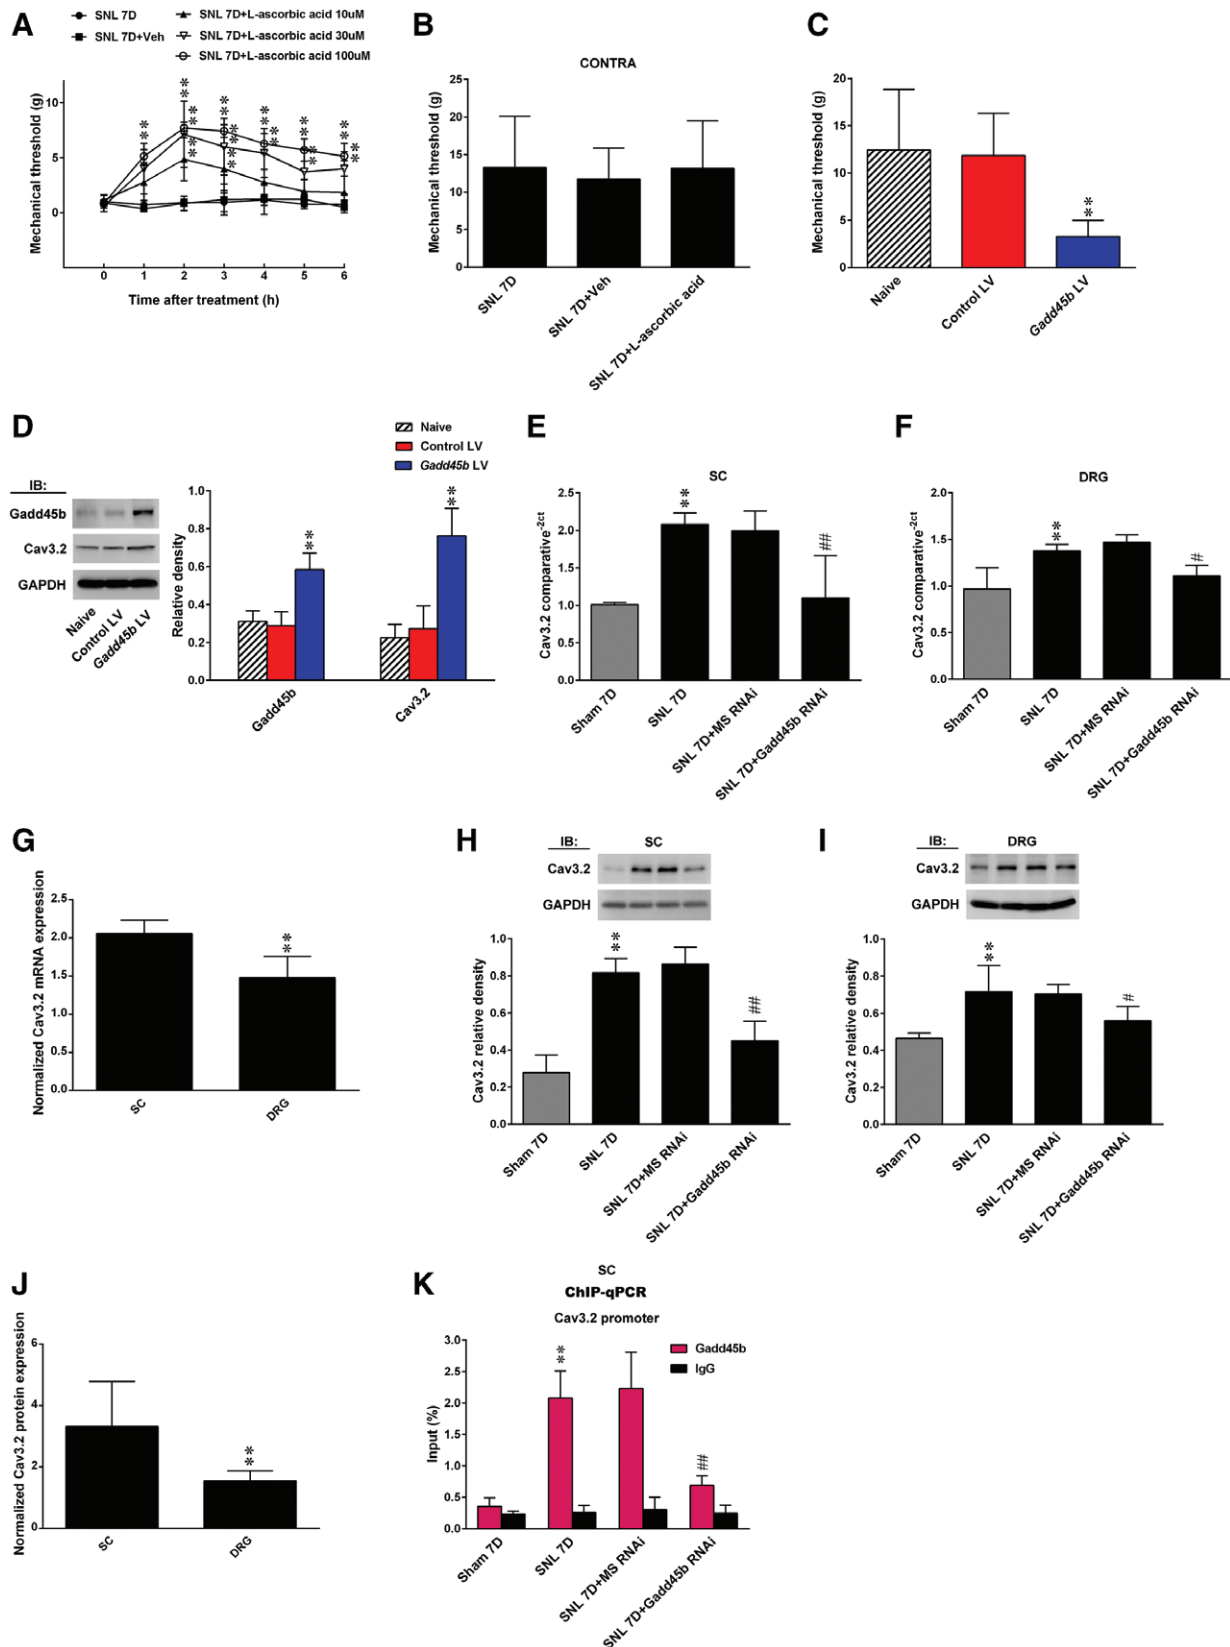 A
SNL 7D
SNL 7D+Veh
SNL 7D+L-ascorbic acid 10uM
SNL 7D+L-ascorbic acid 30uM
SNL 7D+L-ascorbic acid 100uM
Mechanical threshold (g)
10
5
0
** ** ** ** ** **
** ** ** ** **
** **
0 1 2 3 4 5 6
Time after treatment (h)
B
CONTRA
Mechanical threshold (g)
25
20
15
10
5
0
SNL 7D
SNL 7D+Veh
SNL 7D+L-ascorbic acid
C
Mechanical threshold (g)
20
15
10
5
0
**
Naive
Control LV
Gadd45b LV
D
Naive
Control LV
Gadd45b LV
IB:
Gadd45b
Cav3.2
GAPDH
Naive
Control LV
Gadd45b LV
Relative density
1.0
0.8
0.6
0.4
0.2
0.0
**
**
Gadd45b
Cav3.2
E
SC
Cav3.2 comparative-2ct
2.5
2.0
1.5
1.0
0.5
0.0
**
##
Sham 7D
SNL 7D
SNL 7D+MS RNAi
SNL 7D+Gadd45b RNAi
F
DRG
Cav3.2 comparative-2ct
2.0
1.5
1.0
0.5
0.0
**
#
Sham 7D
SNL 7D
SNL 7D+MS RNAi
SNL 7D+Gadd45b RNAi
G
Normalized Cav3.2 mRNA expression
2.5
2.0
1.5
1.0
0.5
0.0
**
SC
DRG
H
IB:
SC
Cav3.2
GAPDH
Cav3.2 relative density
1.0
0.8
0.6
0.4
0.2
0.0
**
##
Sham 7D
SNL 7D
SNL 7D+MS RNAi
SNL 7D+Gadd45b RNAi
I
IB:
DRG
Cav3.2
GAPDH
Cav3.2 relative density
1.0
0.8
0.6
0.4
0.2
0.0
**
#
Sham 7D
SNL 7D
SNL 7D+MS RNAi
SNL 7D+Gadd45b RNAi
J
Normalized Cav3.2 protein expression
6
4
2
0
**
SC
DRG
K
SC
ChIP-qPCR
Cav3.2 promoter
Gadd45b
IgG
Input (%)
3.0
2.5
2.0
1.5
1.0
0.5
0.0
**
##
Sham 7D
SNL 7D
SNL 7D+MS RNAi
SNL 7D+Gadd45b RNAi